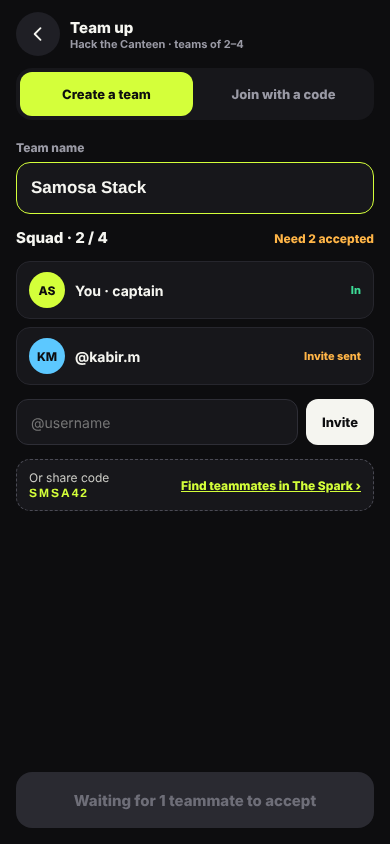 Team up
Hack the Canteen · teams of 2–4
Create a team
Join with a code
Team name
Samosa Stack
Squad · 2 / 4
Need 2 accepted
AS
You · captain
In
KM
@kabir.m
Invite sent
@username
Invite
Or share code
SMSA42
Find teammates in The Spark ›
Waiting for 1 teammate to accept